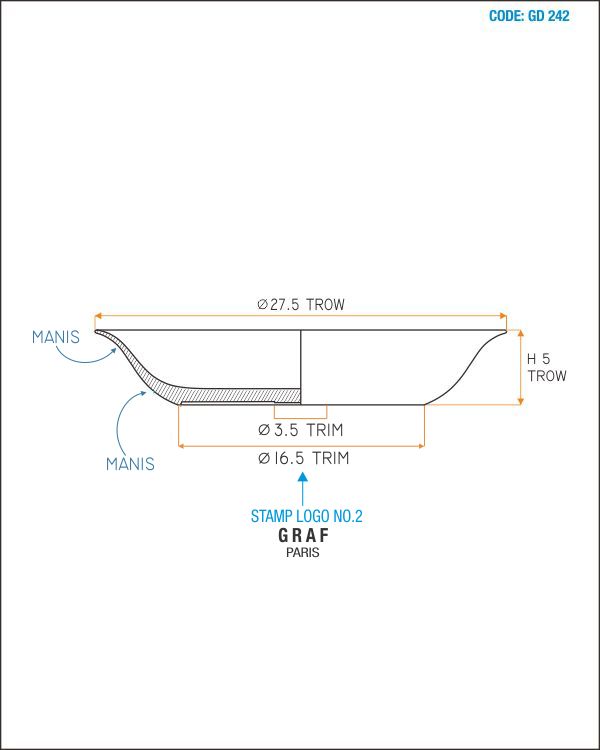 CODE: GD 242
Ø27.5 TROW
MANIS
H 5
TROW
Ø 3.5 TRIM
Ø16.5 TRIM
MANIS
STAMP LOGO NO.2
GRAF
PARIS